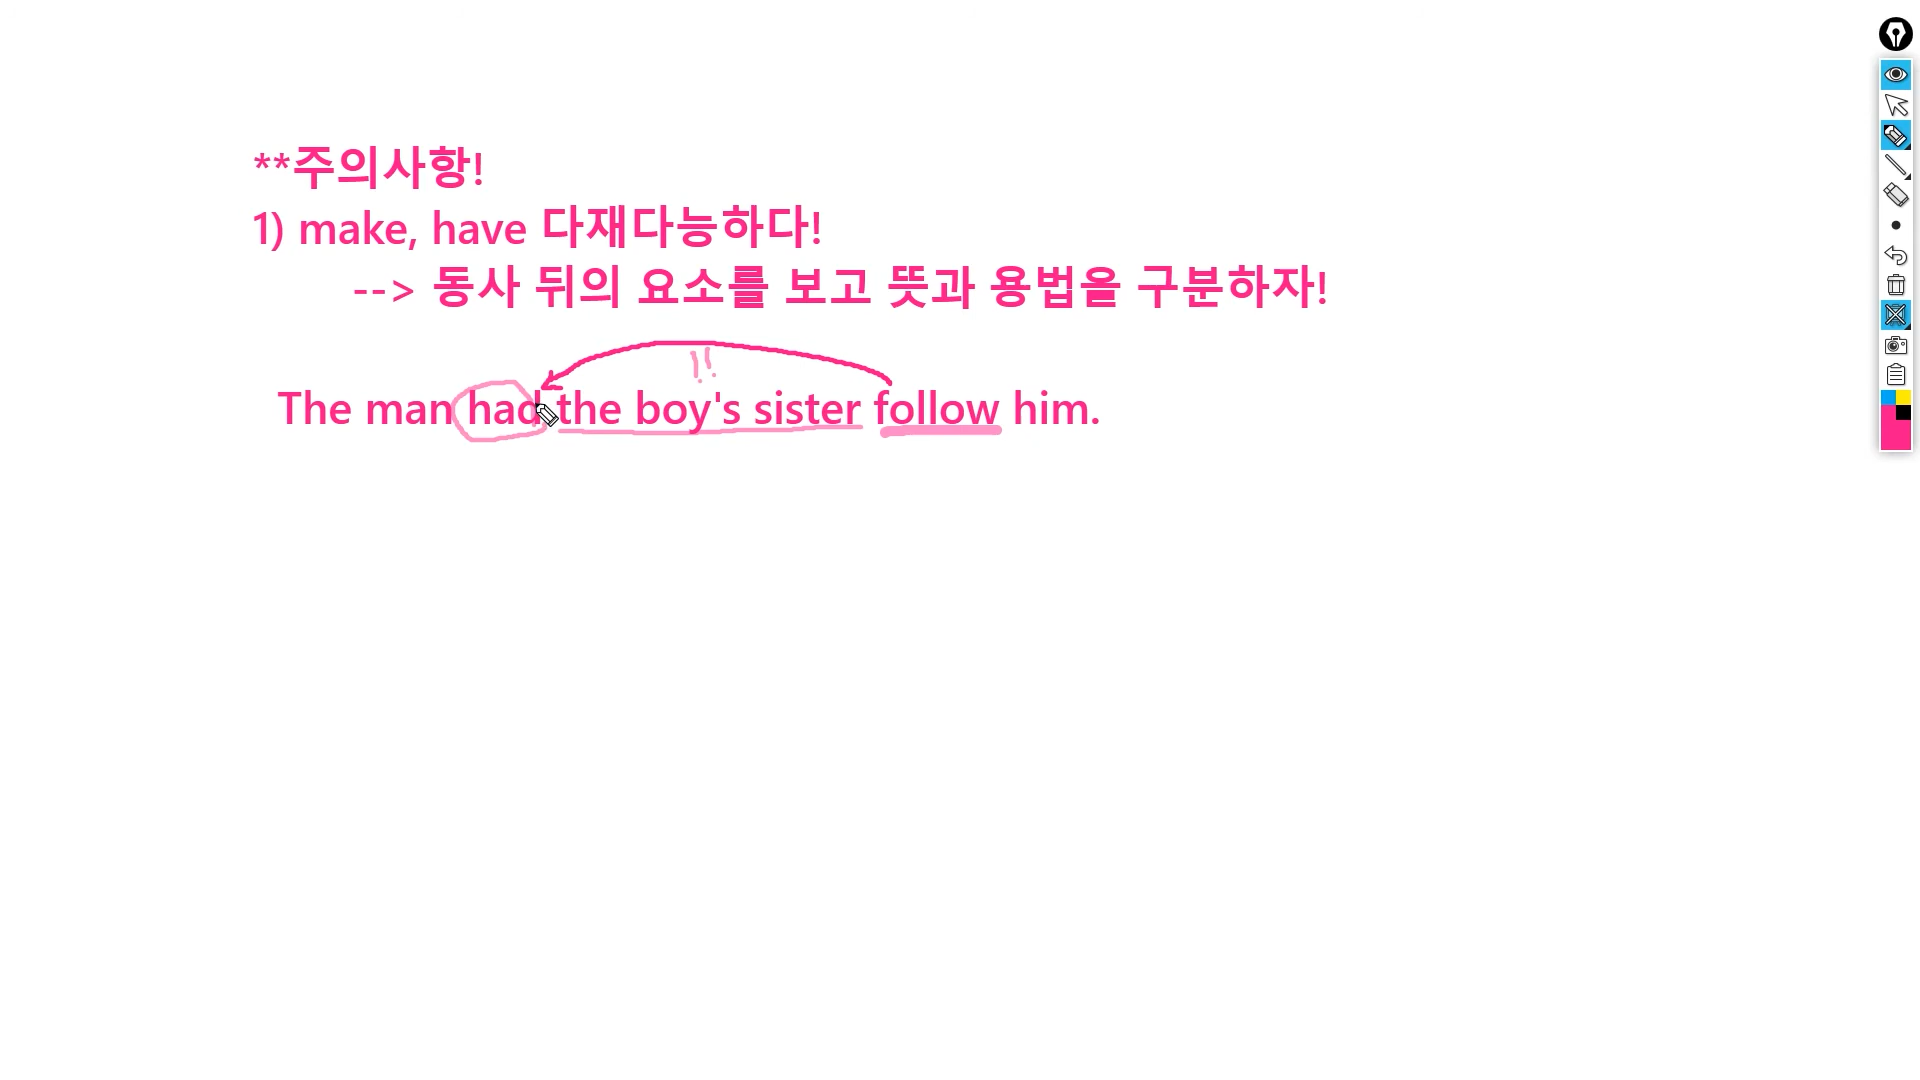 **주의사항!
1) make, have 다재다능하다!
--> 동사 뒤의 요소를 보고 뜻과 용법을 구분하자!
!!
The man had the boy's sister follow him.